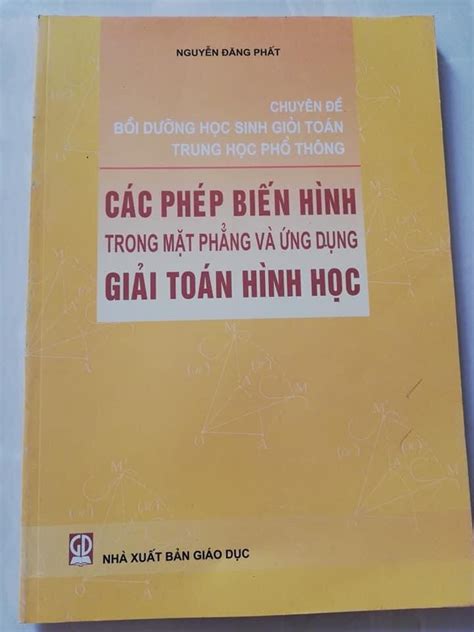 NGUYỄN ĐĂNG PHẤT
CHUYÊN ĐỀ
BỒI DƯỠNG HỌC SINH GIỎI TOÁN
TRUNG HỌC PHỔ THÔNG
CÁC PHÉP BIẾN HÌNH
TRONG MẶT PHẲNG VÀ ỨNG DỤNG
GIẢI TOÁN HÌNH HỌC
NHÀ XUẤT BẢN GIÁO DỤC